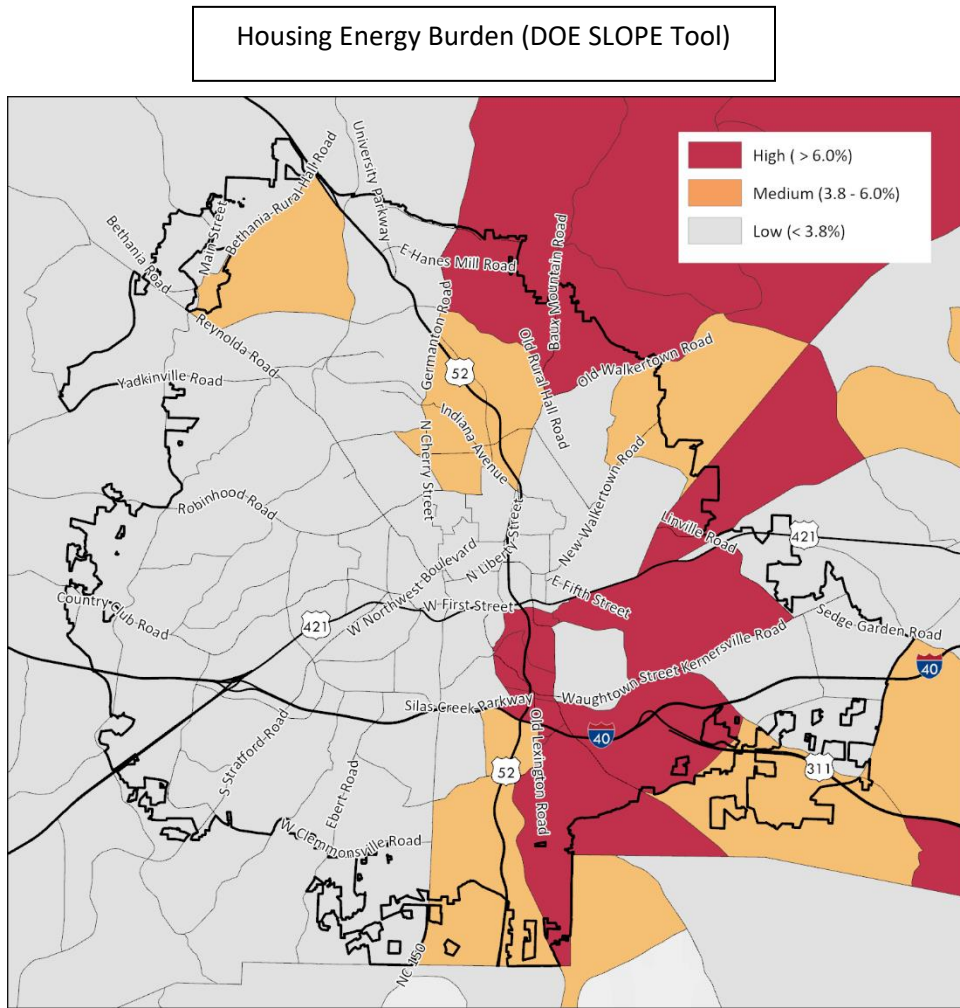 Housing Energy Burden (DOE SLOPE Tool)
High ( > 6.0%)
Medium (3.8 - 6.0%)
Low (< 3.8%)
University Parkway
Bethania-Rural Hall Road
Main Street
Bethania Road
E Hanes Mill Road
Baux Mountain Road
Germanton Road
Reynolda Road
Old Rural Hall Road
Old Walkertown Road
52
Yadkinville Road
Indiana Avenue
N Cherry Street
New Walkertown Road
Robinhood Road
Linville Road
421
N Liberty Street
W Northwest Boulevard
E Fifth Street
W First Street
Country Club Road
421
Sedge Garden Road
40
Waughtown Street Kernersville Road
Silas Creek Parkway
40
Old Lexington Road
S Stratford Road
311
52
Ebert Road
W Clemmonsville Road
NC 150